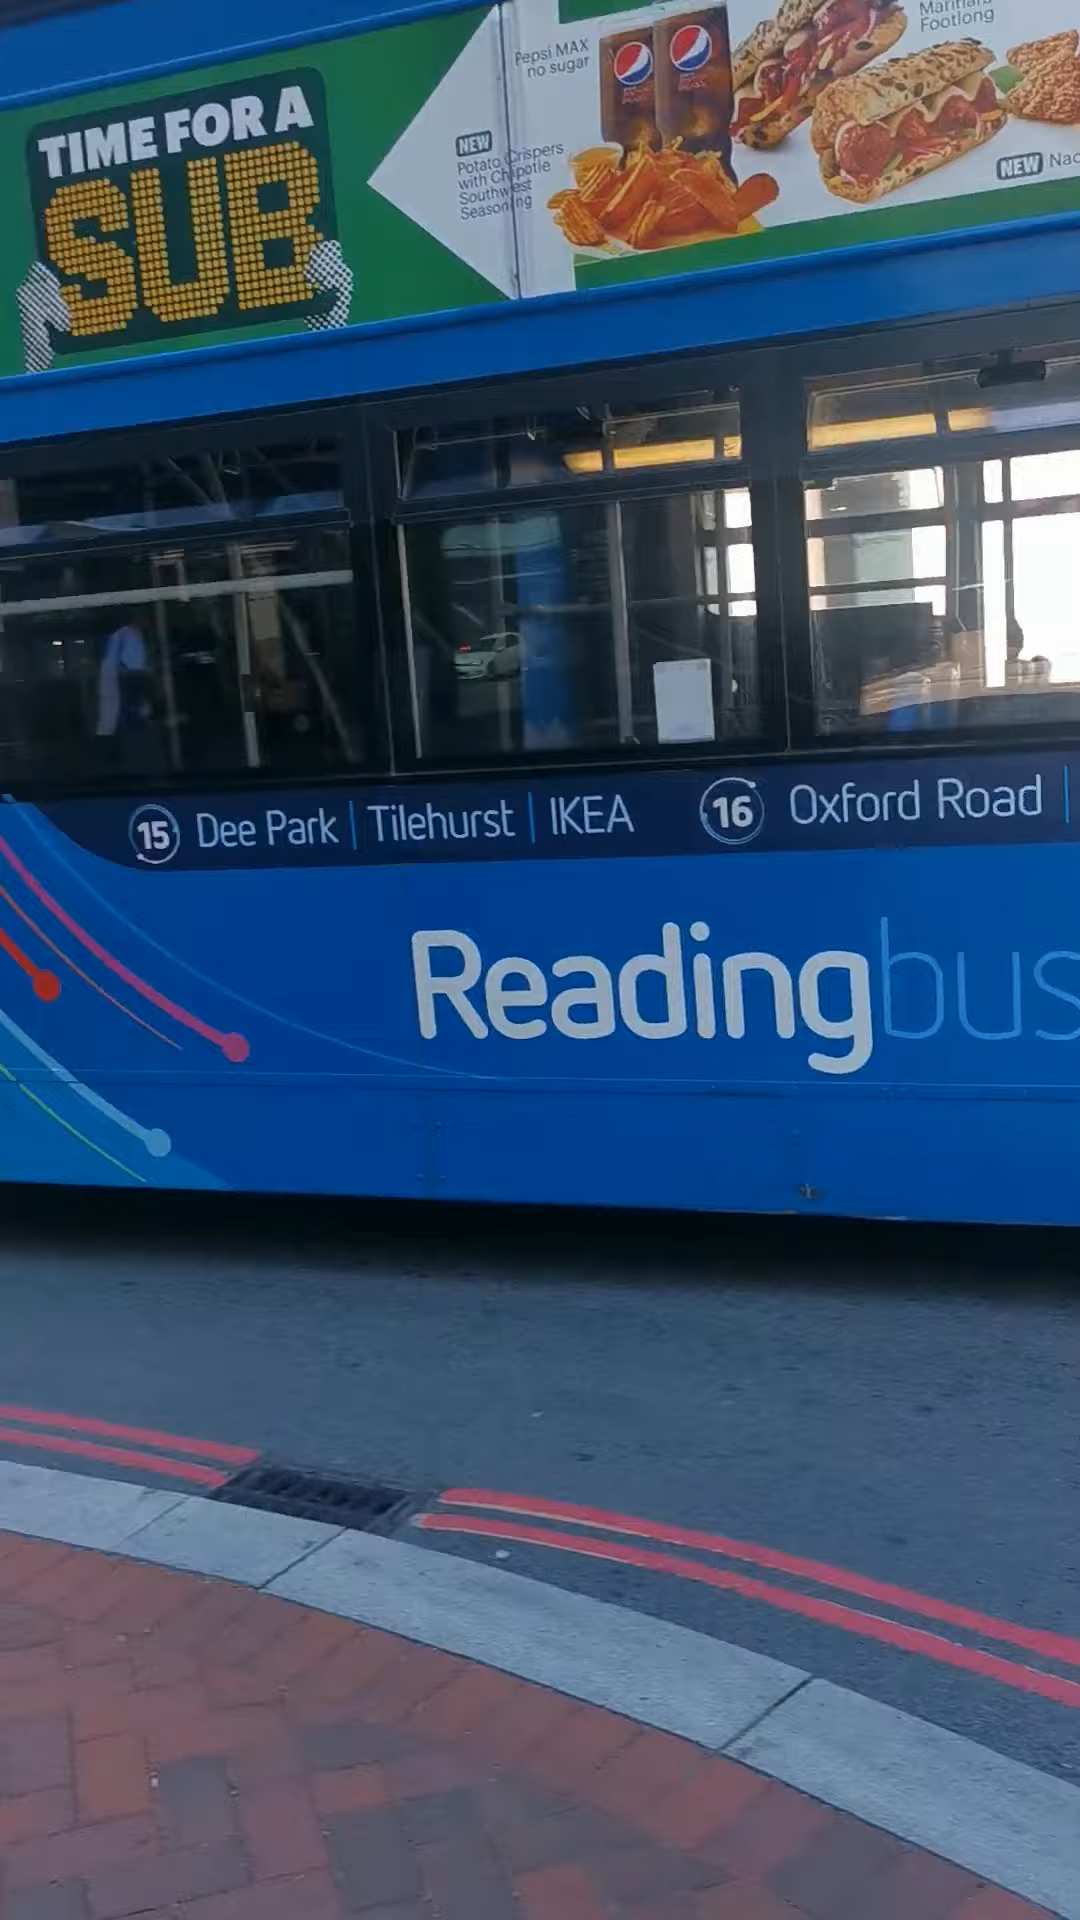 TIME FOR A
SUB
Pepsi MAX
no sugar
NEW
Potato Crispers
with Chipotle
Southwest
Seasoning
Footlong
NEW
15 Dee Park | Tilehurst | IKEA
16 Oxford Road |
Readingbus